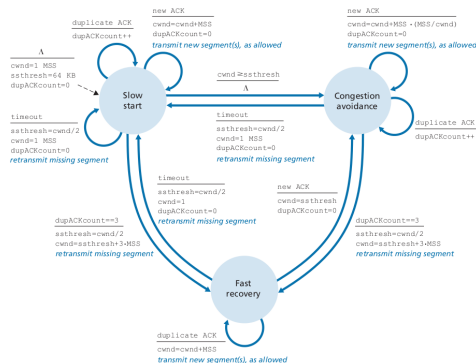 duplicate ACK
dupACKcount++
new ACK
cwnd=cwnd+MSS
dupACKcount=0
transmit new segment(s), as allowed
new ACK
cwnd=cwnd+MSS •(MSS/cwnd)
dupACKcount=0
transmit new segment(s), as allowed
Λ
cwnd=1 MSS
ssthresh=64 KB
dupACKcount=0
Slow
start
cwnd≥ssthresh
Λ
Congestion
avoidance
timeout
ssthresh=cwnd/2
cwnd=1 MSS
dupACKcount=0
retransmit missing segment
timeout
ssthresh=cwnd/2
cwnd=1 MSS
dupACKcount=0
retransmit missing segment
duplicate ACK
dupACKcount++
timeout
ssthresh=cwnd/2
cwnd=1
dupACKcount=0
retransmit missing segment
new ACK
cwnd=ssthresh
dupACKcount=0
dupACKcount==3
ssthresh=cwnd/2
cwnd=ssthresh+3•MSS
retransmit missing segment
dupACKcount==3
ssthresh=cwnd/2
cwnd=ssthresh+3•MSS
retransmit missing segment
Fast
recovery
duplicate ACK
cwnd=cwnd+MSS
transmit new segment(s), as allowed